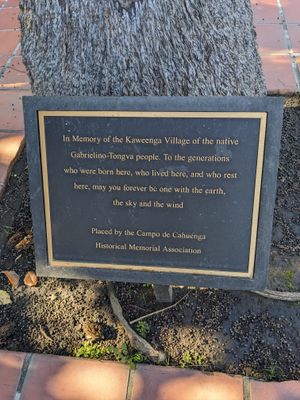 In Memory of the Kaweenga Village of the native
Gabrielino-Tongva people. To the generations
who were born here, who lived here, and who rest
here, may you forever be one with the earth,
the sky and the wind
Placed by the Campo de Cahuenga
Historical Memorial Association